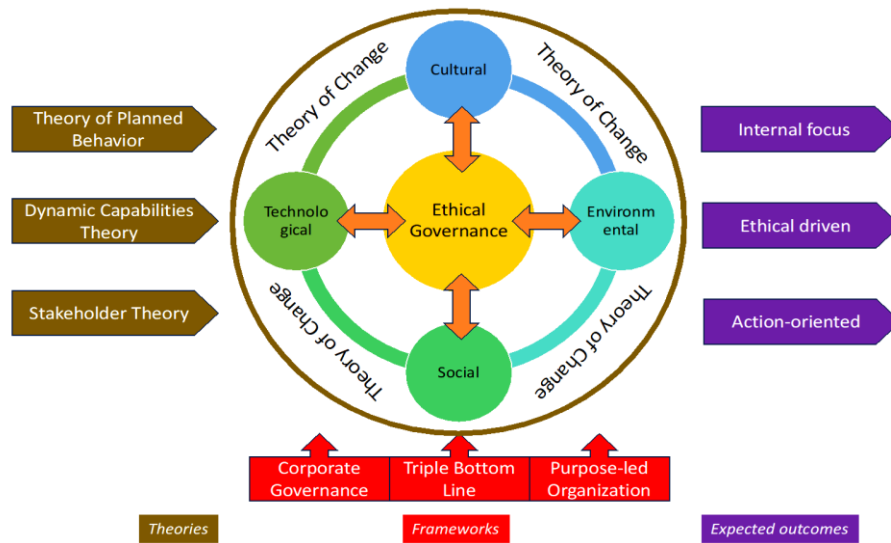 Cultural
Theory of Change
Theory of Change
Theory of Planned
Behavior
Internal focus
Dynamic Capabilities
Theory
Technolo
gical
Ethical
Governance
Environm
ental
Ethical driven
Stakeholder Theory
Action-oriented
Theory of Change
Theory of Change
Social
Corporate
Governance
Triple Bottom
Line
Purpose-led
Organization
Theories
Frameworks
Expected outcomes